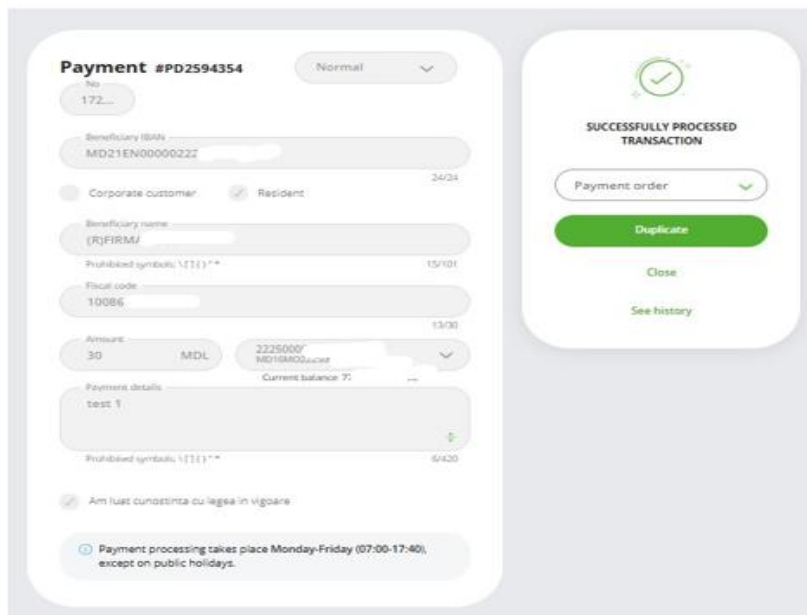 Payment #PD2594354
Normal
No
172...
Beneficiary IBAN
MD21EN00000222
24/24
Corporate customer
Resident
Beneficiary name
(R)FIRMA
Prohibited symbols:
15/101
Fiscal code
10086
13/30
Amount
30 MDL
2225000
Current balance 7
Payment details
test 1
Prohibited symbols:
6/420
Am luat cunostinta cu legea in vigoare
Payment processing takes place Monday-Friday (07:00-17:40),
except on public holidays.
SUCCESSFULLY PROCESSED
TRANSACTION
Payment order
Duplicate
Close
See history